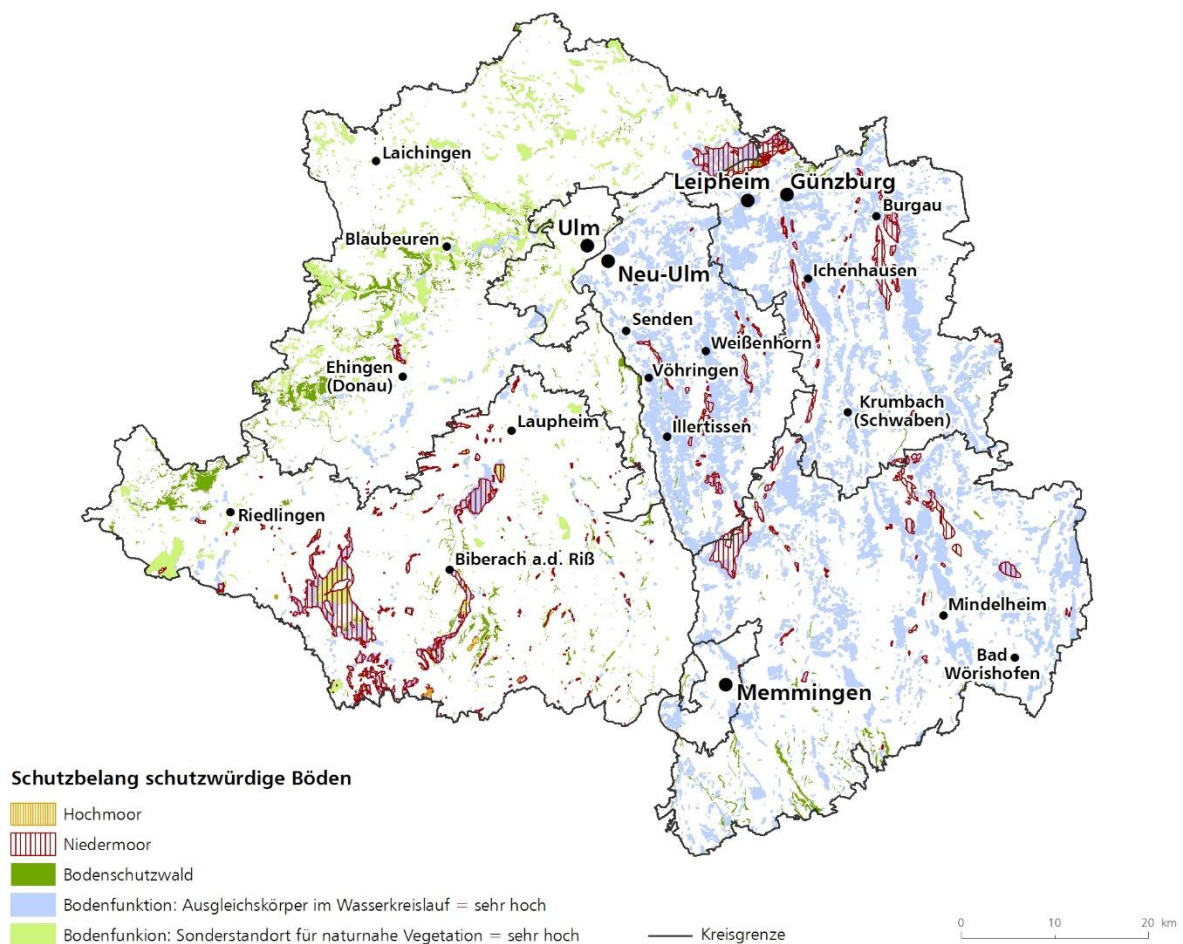 Laichingen
Leipheim
Günzburg
Burgau
Ulm
Blaubeuren
Neu-Ulm
Ichenhausen
Senden
Weißenhorn
Ehingen
(Donau)
Vöhringen
Krumbach
(Schwaben)
Laupheim
Illertissen
Riedlingen
Biberach a.d. Riß
Mindelheim
Bad
Wörishofen
Memmingen
Schutzbelang schutzwürdige Böden
Hochmoor
Niedermoor
Bodenschutzwald
Bodenfunktion: Ausgleichskörper im Wasserkreislauf = sehr hoch
Bodenfunkion: Sonderstandort für naturnahe Vegetation = sehr hoch
Kreisgrenze
0 10 20 km